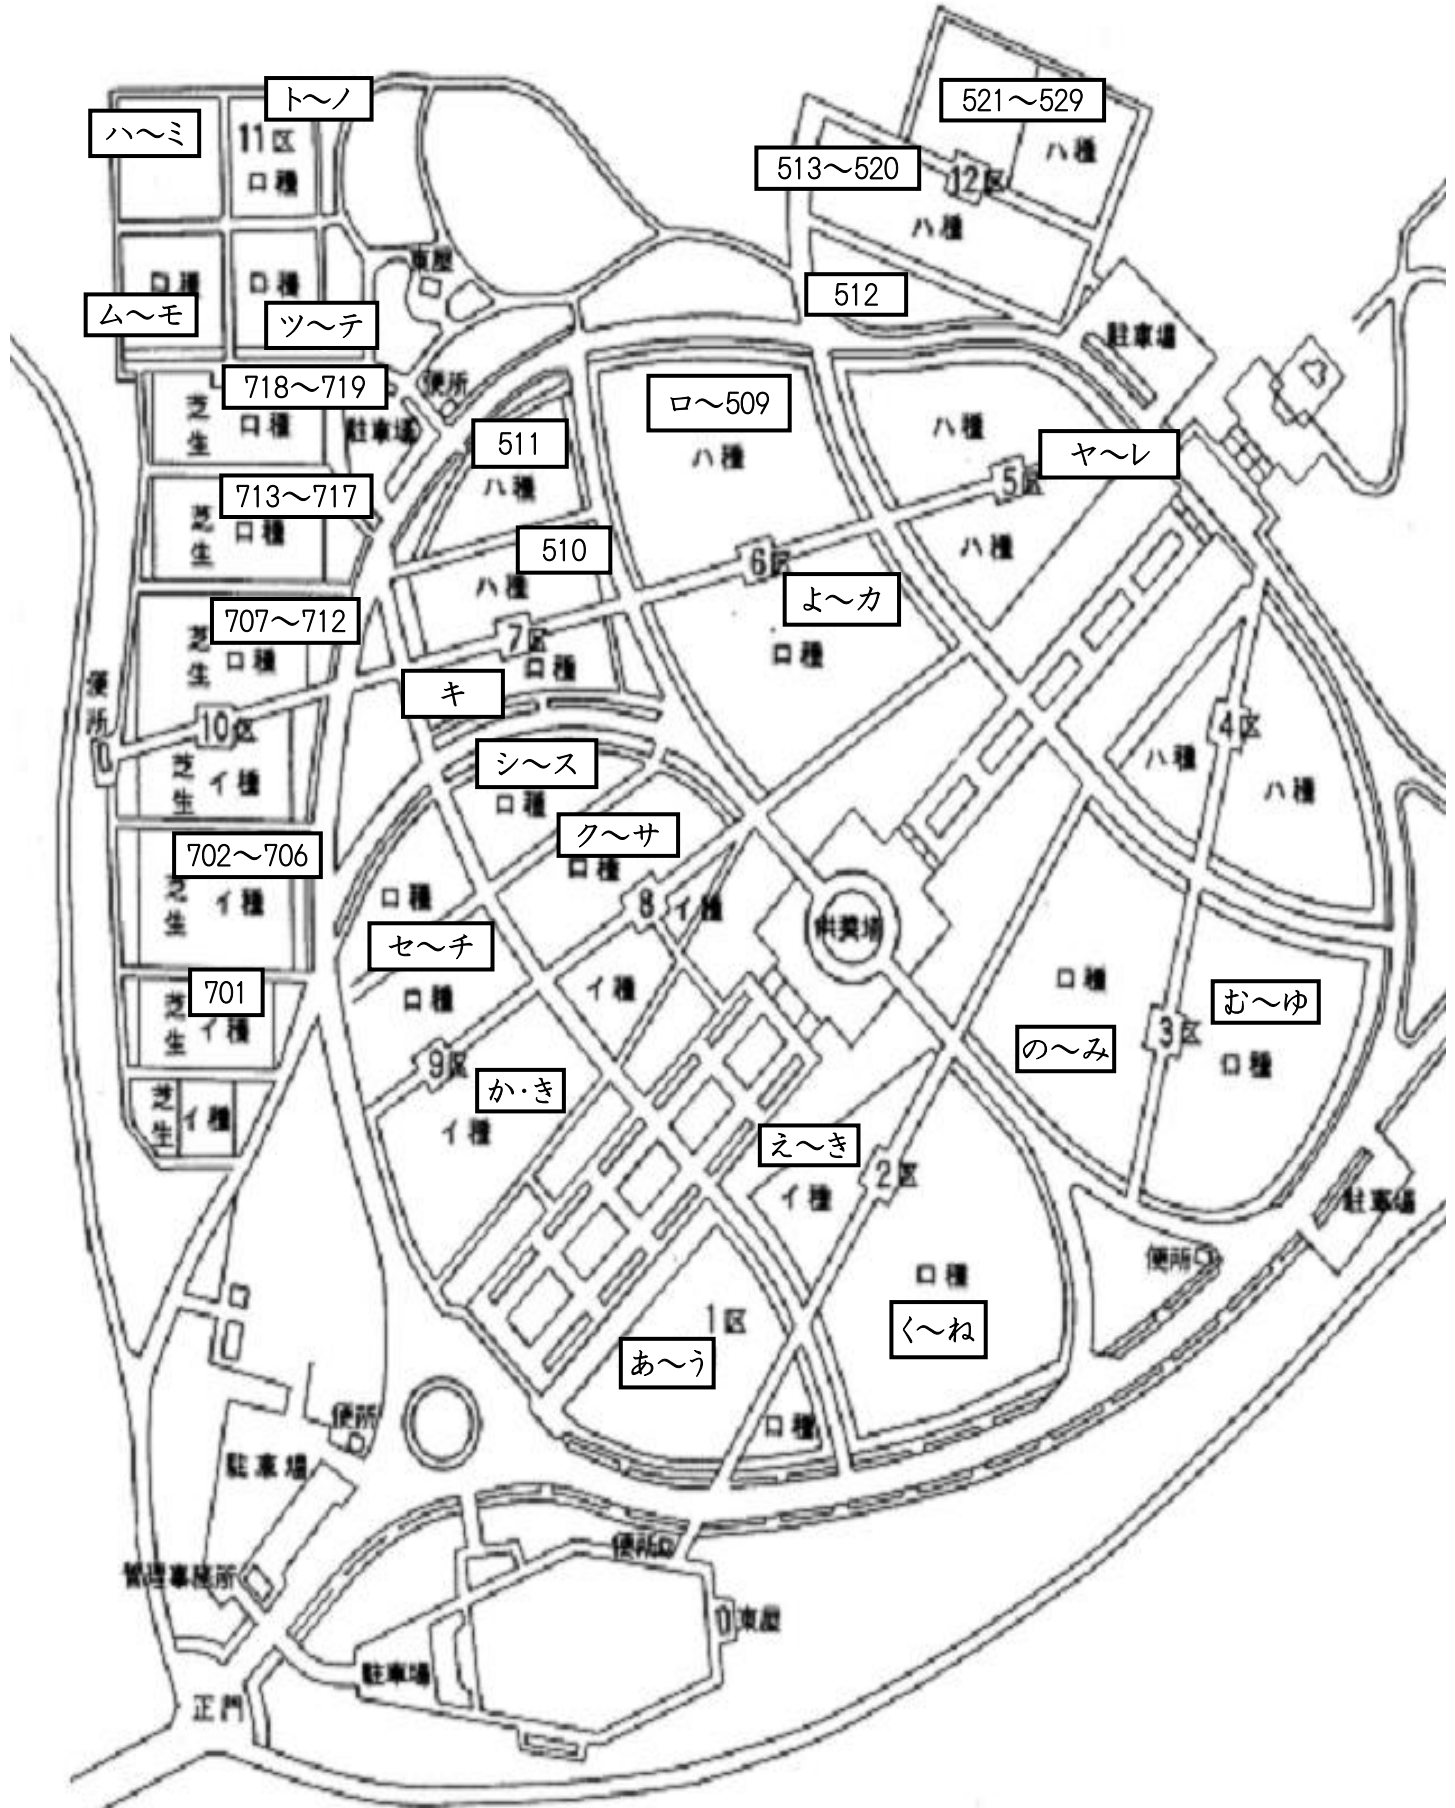 ト～ノ
ハ～ミ
11区
ロ種
521～529
ハ種
513～520
12区
ハ種
東屋
ロ種
ロ種
512
ム～モ
ツ～テ
駐車場
718～719
便所
芝生
ロ種
駐車場
ロ～509
ハ種
511
ハ種
ハ種
ヤ～レ
5区
713～717
芝生
ロ種
510
ハ種
6区
ハ種
よ～カ
ロ種
707～712
芝生
ロ種
7区
ロ種
キ
便所
10区
4区
ハ種
ハ種
シ～ス
ロ種
芝生
イ種
ク～サ
ロ種
702～706
芝生
イ種
ロ種
8
イ種
供養塔
セ～チ
ロ種
イ種
701
芝生
イ種
ロ種
む～ゆ
の～み
3区
ロ種
9区
か・き
イ種
芝生
イ種
え～き
イ種
2区
駐車場
便所
ロ種
く～ね
1区
あ～う
ロ種
便所
駐車場
便所
管理事務所
東屋
駐車場
正門